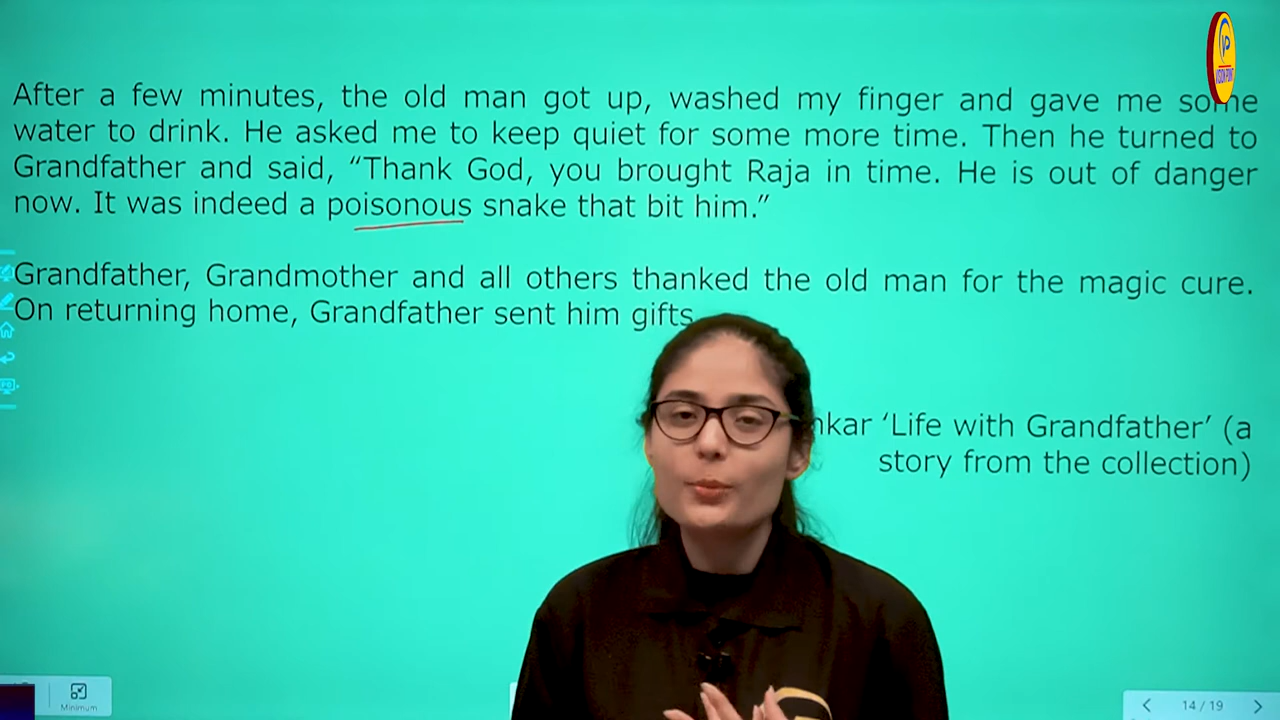 After a few minutes, the old man got up, washed my finger and gave me some
water to drink. He asked me to keep quiet for some more time. Then he turned to
Grandfather and said, “Thank God, you brought Raja in time. He is out of danger
now. It was indeed a poisonous snake that bit him.”
Grandfather, Grandmother and all others thanked the old man for the magic cure.
On returning home, Grandfather sent him gifts
‘Life with Grandfather’ (a
story from the collection)
Minimum
14 / 19
VISION POINT